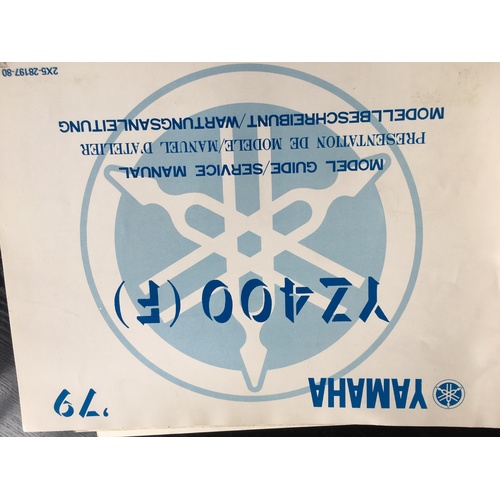 YAMAHA
'79
YZ400 (F)
MODEL GUIDE/SERVICE MANUAL
PRESENTATION DE MODELE/MANUEL D'ATELIER
MODELLBESCHREIBUNT/WARTUNGSANLEITUNG
2X5-28197-80